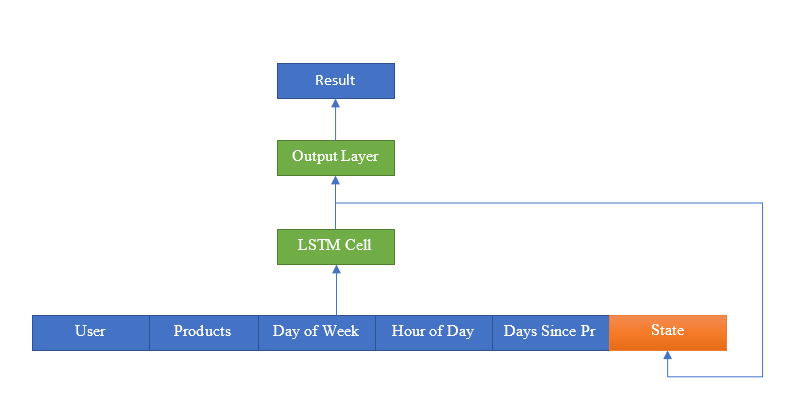 Result
Output Layer
LSTM Cell
User Products Day of Week Hour of Day Days Since Pr State